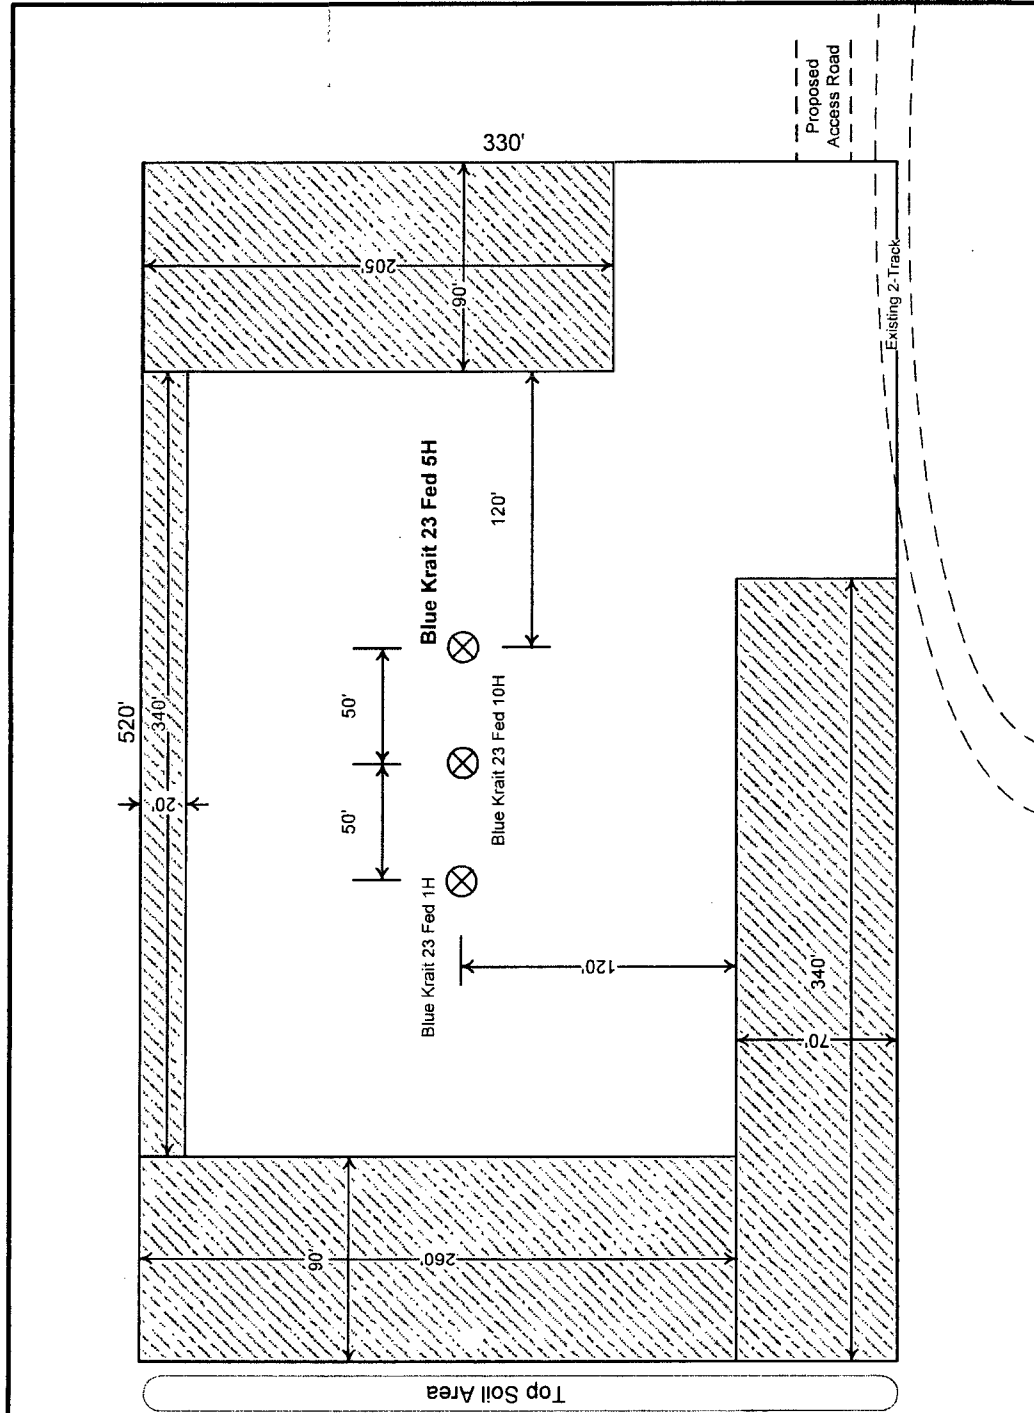 Proposed
Access Road
330'
205'
90'
Existing 2-Track
Blue Krait 23 Fed 5H
120'
520'
340'
20'
50'
50'
Blue Krait 23 Fed 10H
Blue Krait 23 Fed 1H
120'
340'
70'
90'
260'
Top Soil Area